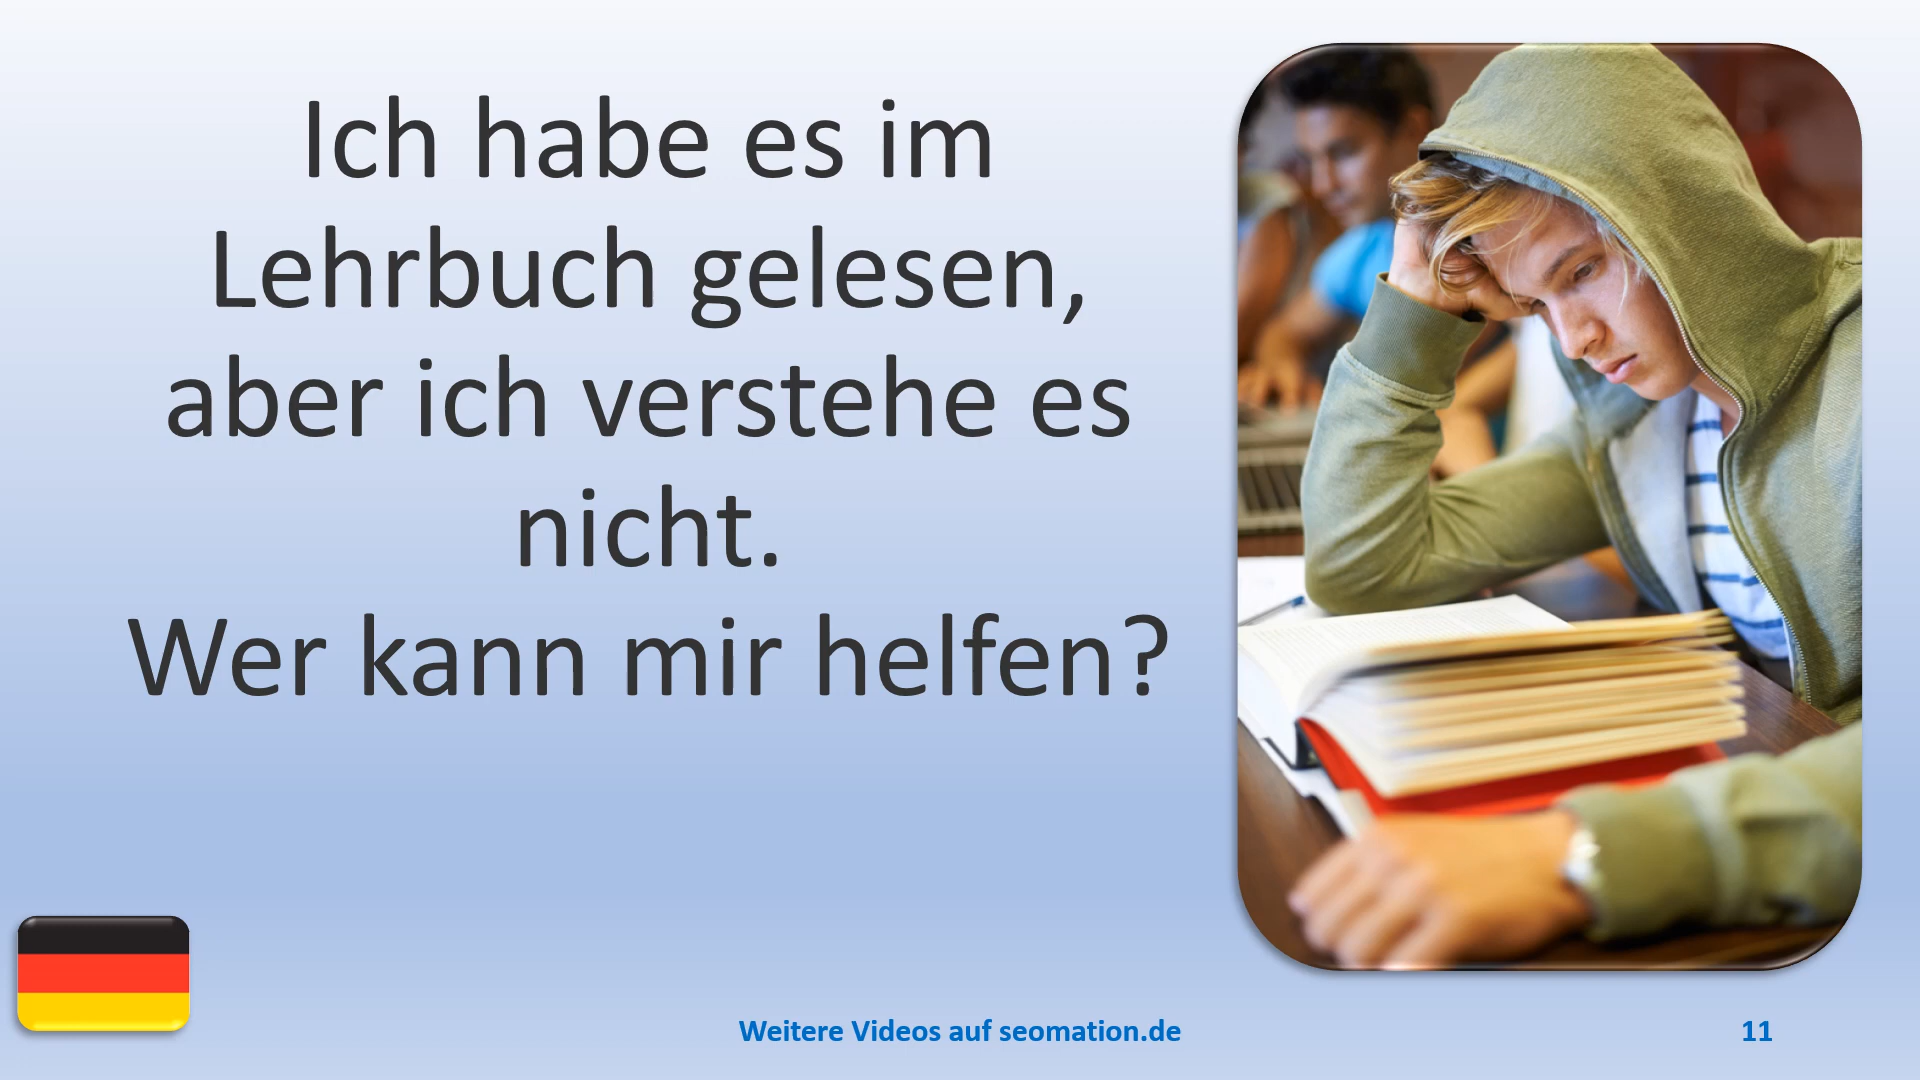 Ich habe es im
Lehrbuch gelesen,
aber ich verstehe es
nicht.
Wer kann mir helfen?
Weitere Videos auf seomation.de
11